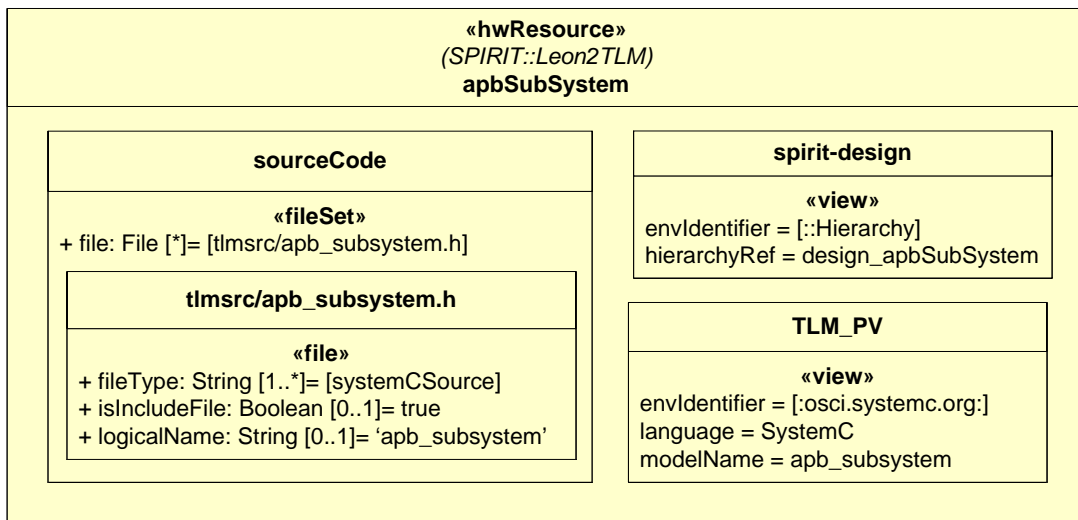 «hwResource»
(SPIRIT::Leon2TLM)
apbSubSystem
sourceCode
«fileSet»
+ file: File [*]= [tlmsrc/apb_subsystem.h]
tlmsrc/apb_subsystem.h
«file»
+ fileType: String [1..*]= [systemCSource]
+ isIncludeFile: Boolean [0..1]= true
+ logicalName: String [0..1]= ‘apb_subsystem’
spirit-design
«view»
envIdentifier = [::Hierarchy]
hierarchyRef = design_apbSubSystem
TLM_PV
«view»
envIdentifier = [:osci.systemc.org:]
language = SystemC
modelName = apb_subsystem